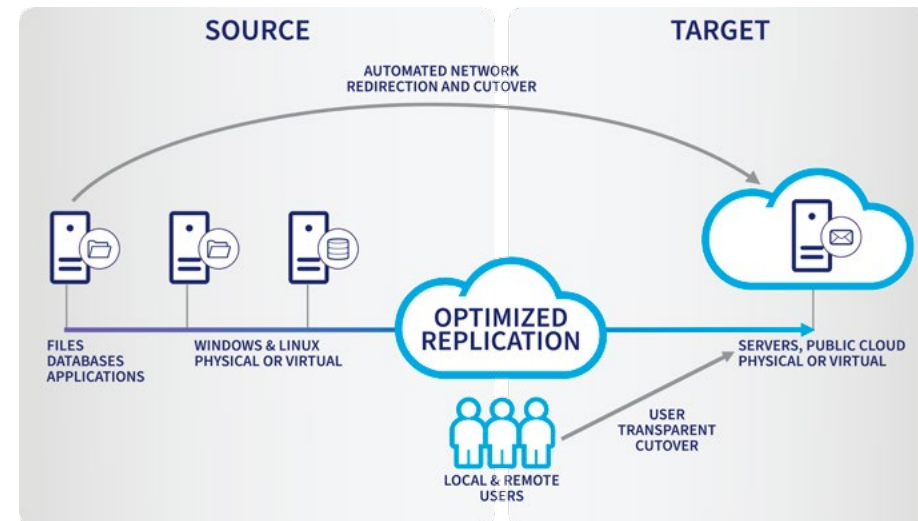 SOURCE
TARGET
AUTOMATED NETWORK
REDIRECTION AND CUTOVER
OPTIMIZED
REPLICATION
FILES
DATABASES
APPLICATIONS
WINDOWS & LINUX
PHYSICAL OR VIRTUAL
SERVERS, PUBLIC CLOUD
PHYSICAL OR VIRTUAL
USER
TRANSPARENT
CUTOVER
LOCAL & REMOTE
USERS